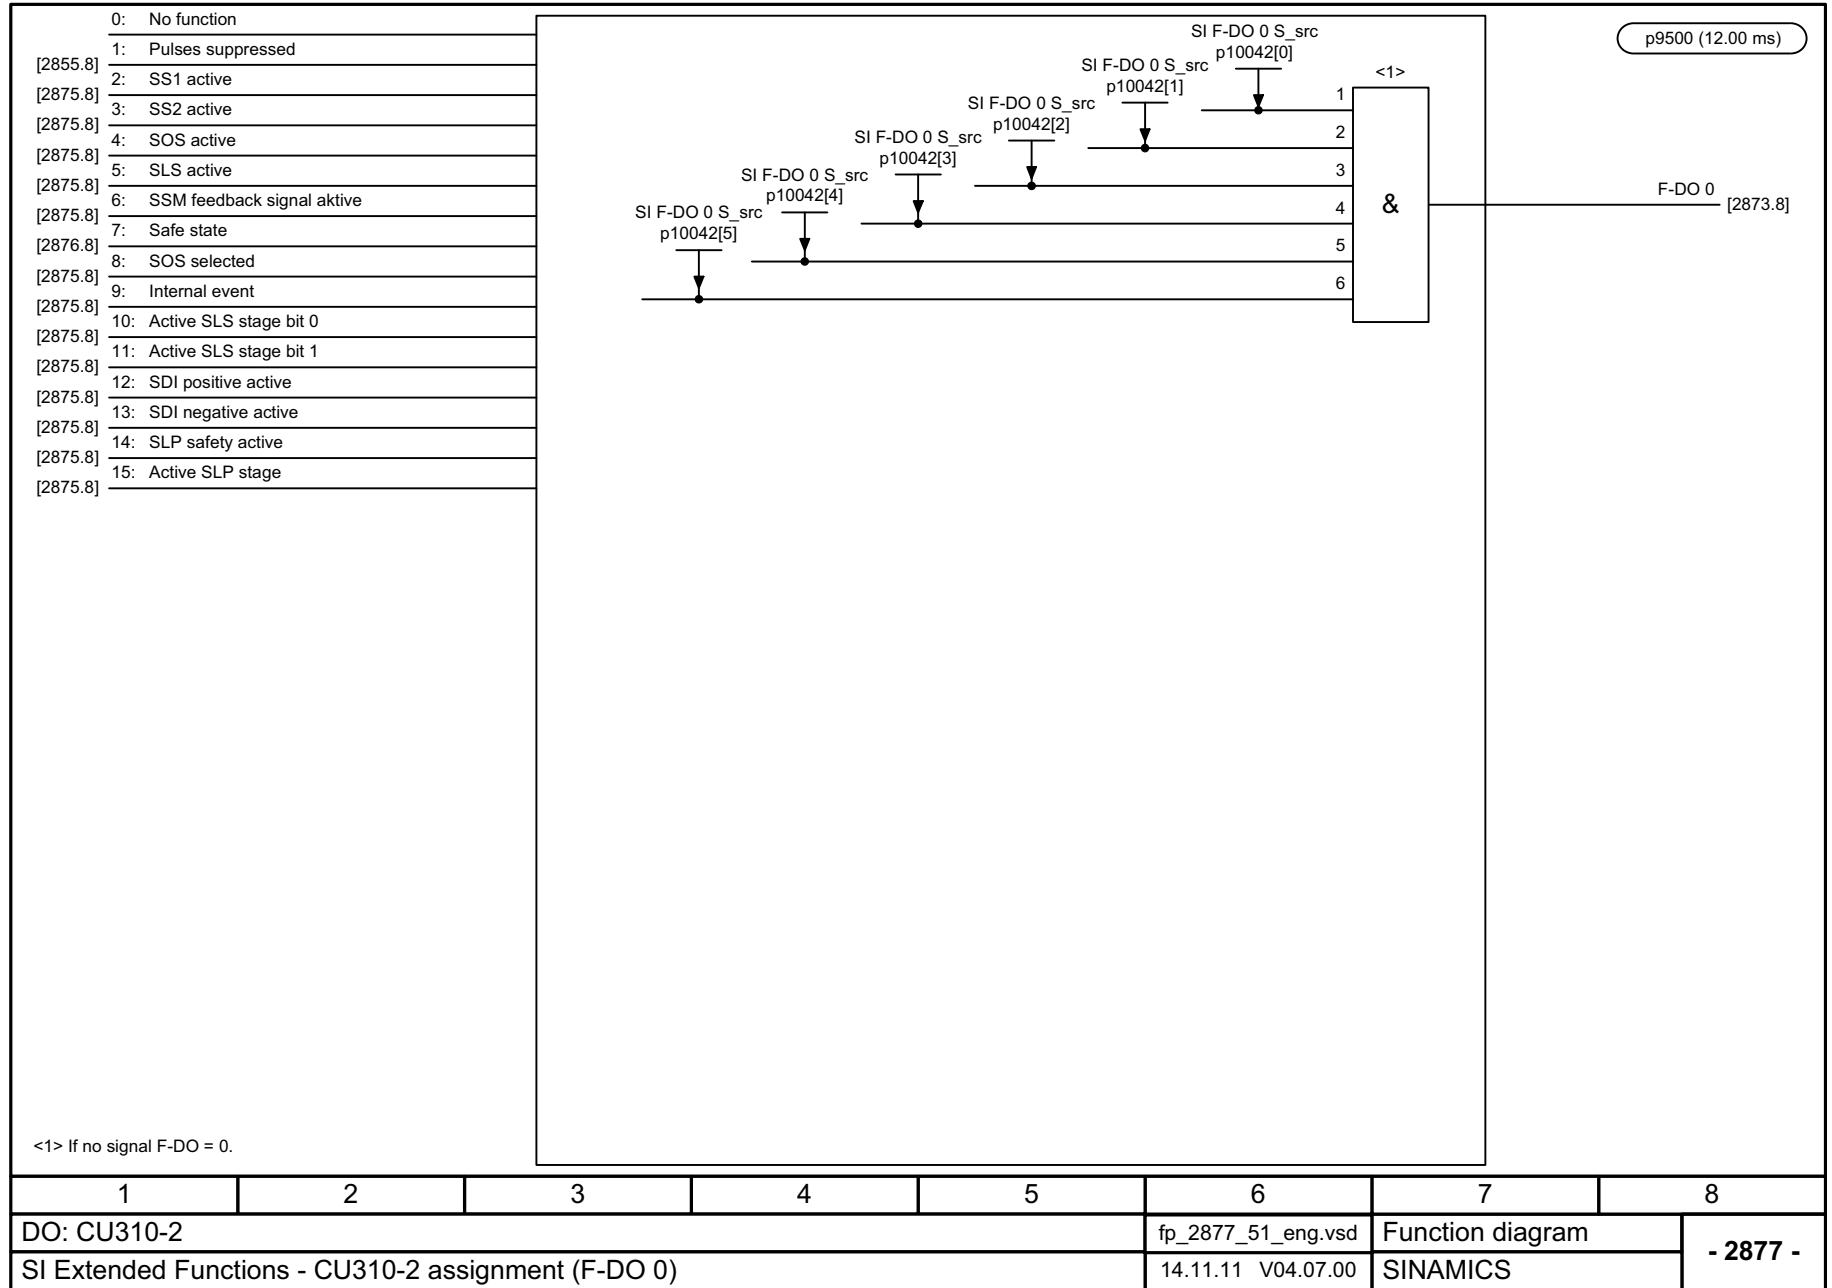 0: No function
1: Pulses suppressed
[2855.8]
2: SS1 active
[2875.8]
3: SS2 active
[2875.8]
4: SOS active
[2875.8]
5: SLS active
[2875.8]
6: SSM feedback signal aktive
[2875.8]
7: Safe state
[2876.8]
8: SOS selected
[2875.8]
9: Internal event
[2875.8]
10: Active SLS stage bit 0
[2875.8]
11: Active SLS stage bit 1
[2875.8]
12: SDI positive active
[2875.8]
13: SDI negative active
[2875.8]
14: SLP safety active
[2875.8]
15: Active SLP stage
[2875.8]
SI F-DO 0 S_src
p10042[0]
SI F-DO 0 S_src
p10042[1]
SI F-DO 0 S_src
p10042[2]
SI F-DO 0 S_src
p10042[3]
SI F-DO 0 S_src
p10042[4]
SI F-DO 0 S_src
p10042[5]
<1>
1
2
3
4
5
6
&
p9500 (12.00 ms)
F-DO 0
[2873.8]
<1> If no signal F-DO = 0.
1 2 3 4 5 6 7 8
DO: CU310-2
fp_2877_51_eng.vsd
Function diagram
- 2877 -
SI Extended Functions - CU310-2 assignment (F-DO 0)
14.11.11 V04.07.00
SINAMICS